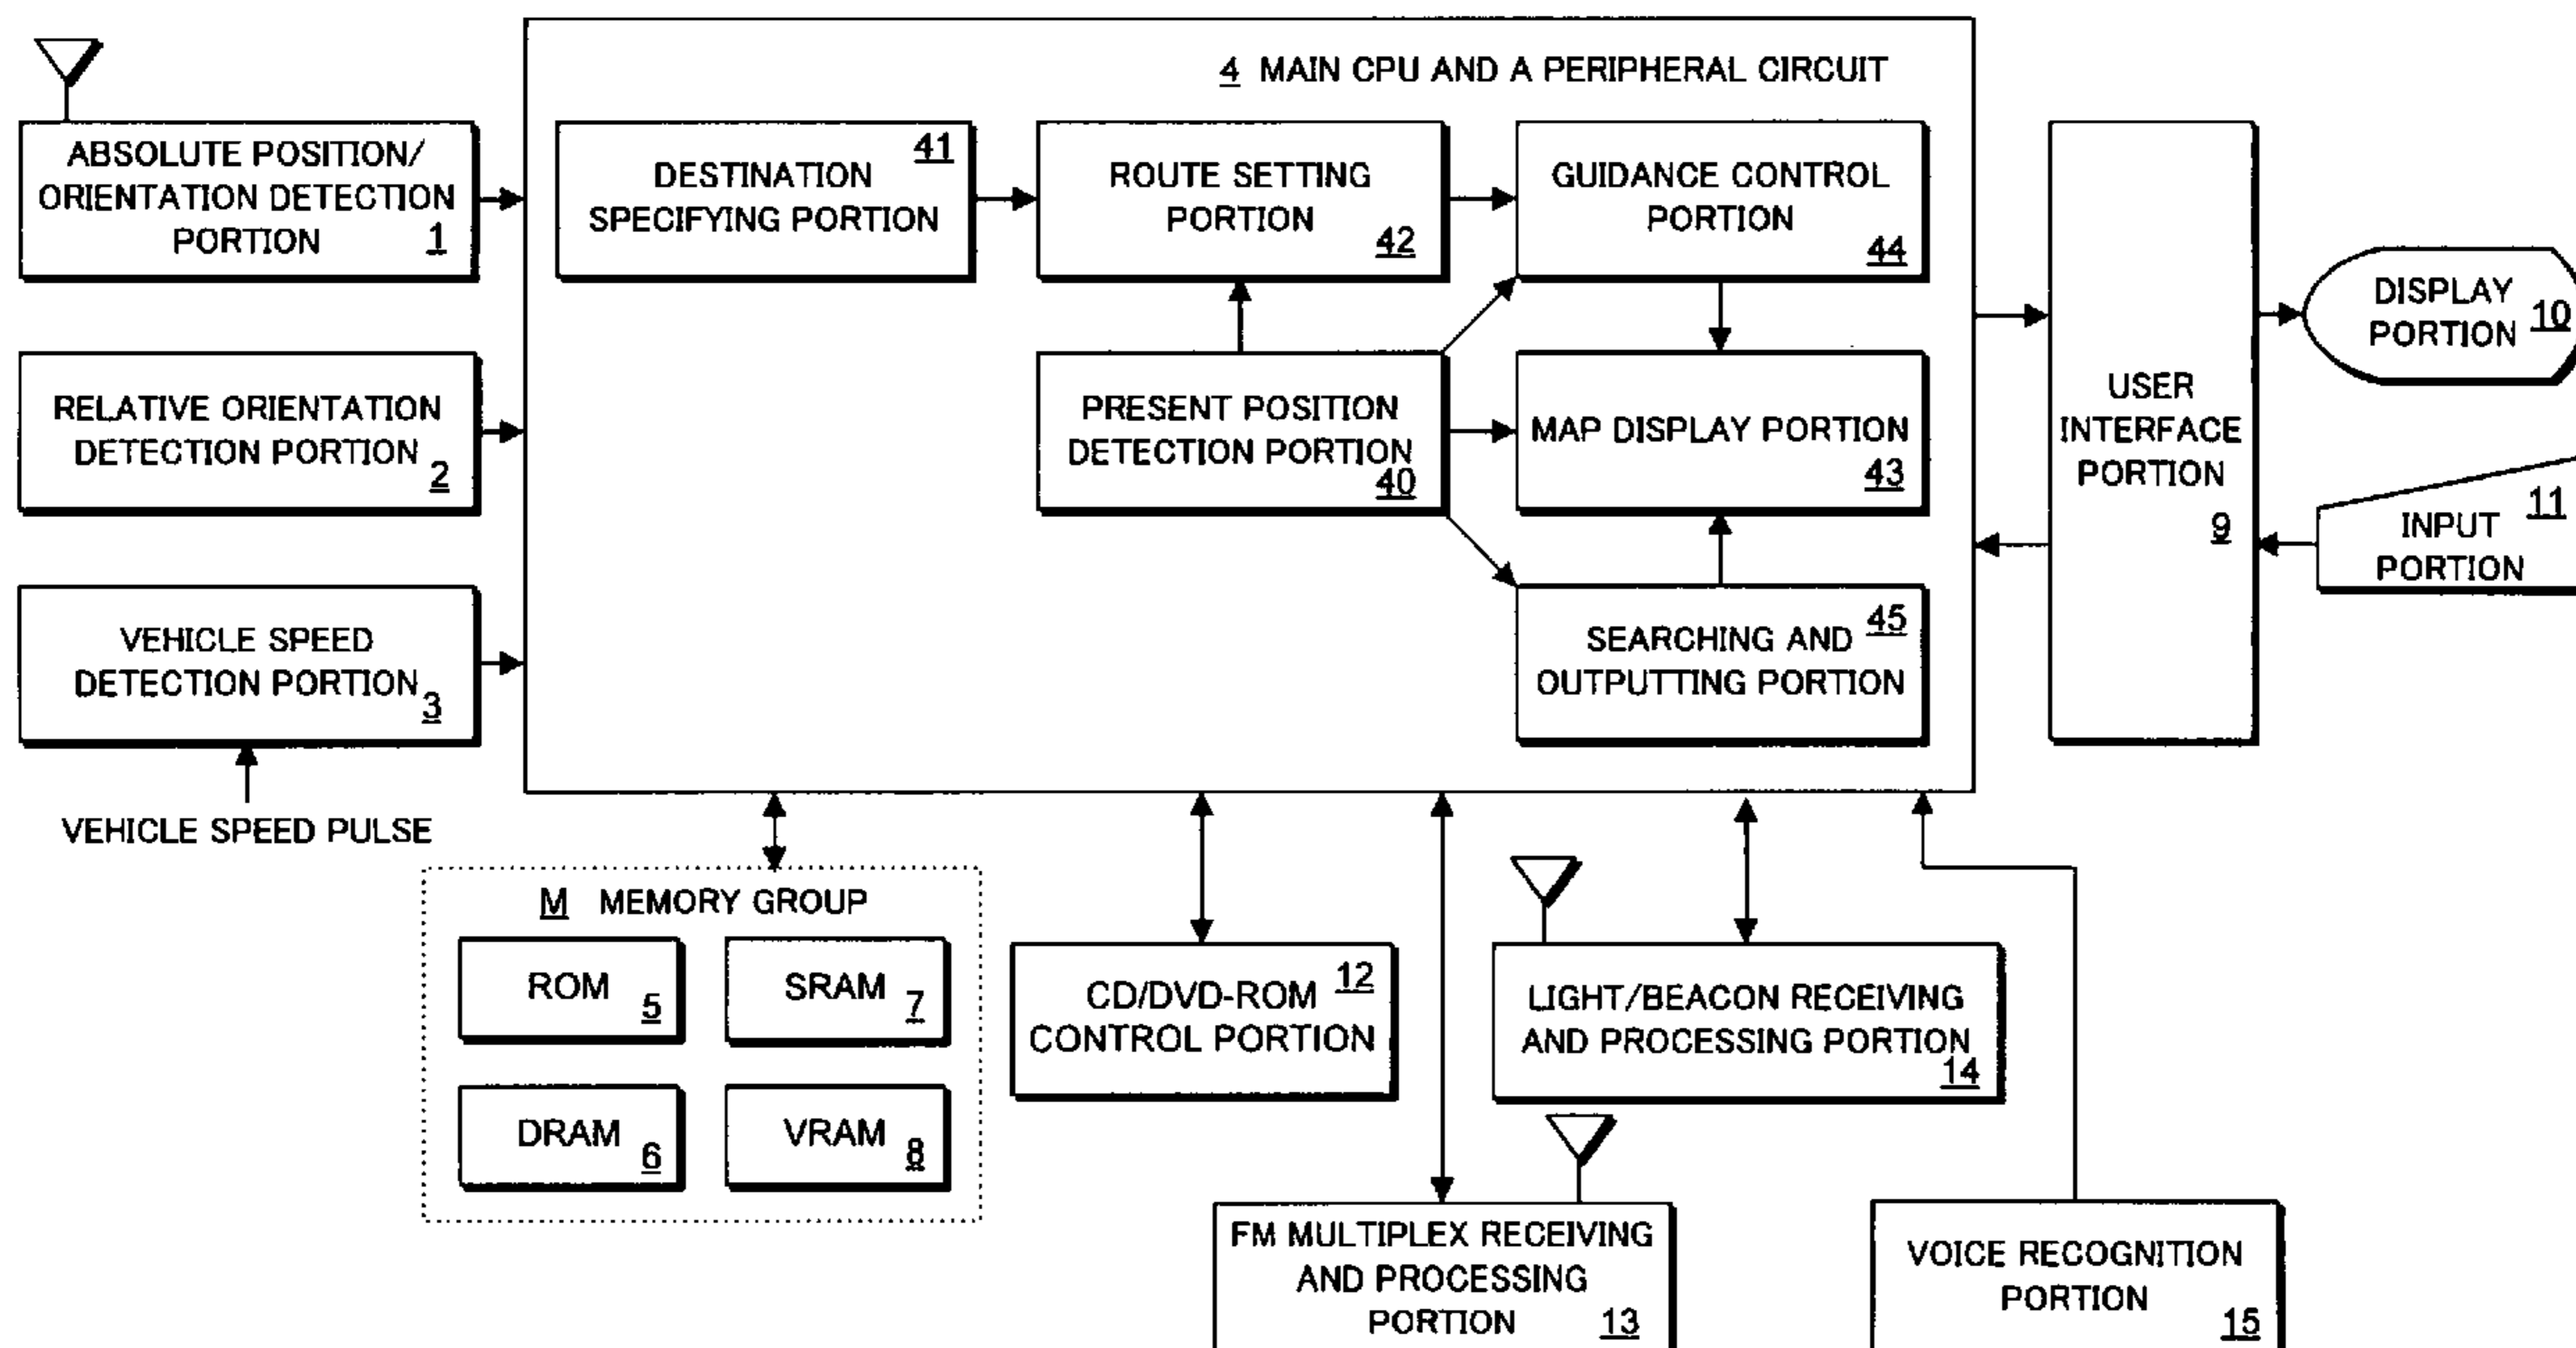 4 MAIN CPU AND A PERIPHERAL CIRCUIT
ABSOLUTE POSITION/
ORIENTATION DETECTION
PORTION 1
RELATIVE ORIENTATION
DETECTION PORTION 2
VEHICLE SPEED
DETECTION PORTION 3
VEHICLE SPEED PULSE
41
DESTINATION
SPECIFYING PORTION
ROUTE SETTING
PORTION
42
GUIDANCE CONTROL
PORTION
44
PRESENT POSITION
DETECTION PORTION
40
MAP DISPLAY PORTION
43
45
SEARCHING AND
OUTPUTTING PORTION
USER
INTERFACE
PORTION
9
DISPLAY
PORTION 10
11
INPUT
PORTION
M MEMORY GROUP
ROM 5
SRAM 7
DRAM 6
VRAM 8
12
CD/DVD-ROM
CONTROL PORTION
LIGHT/BEACON RECEIVING
AND PROCESSING PORTION
14
FM MULTIPLEX RECEIVING
AND PROCESSING
PORTION 13
VOICE RECOGNITION
PORTION
15